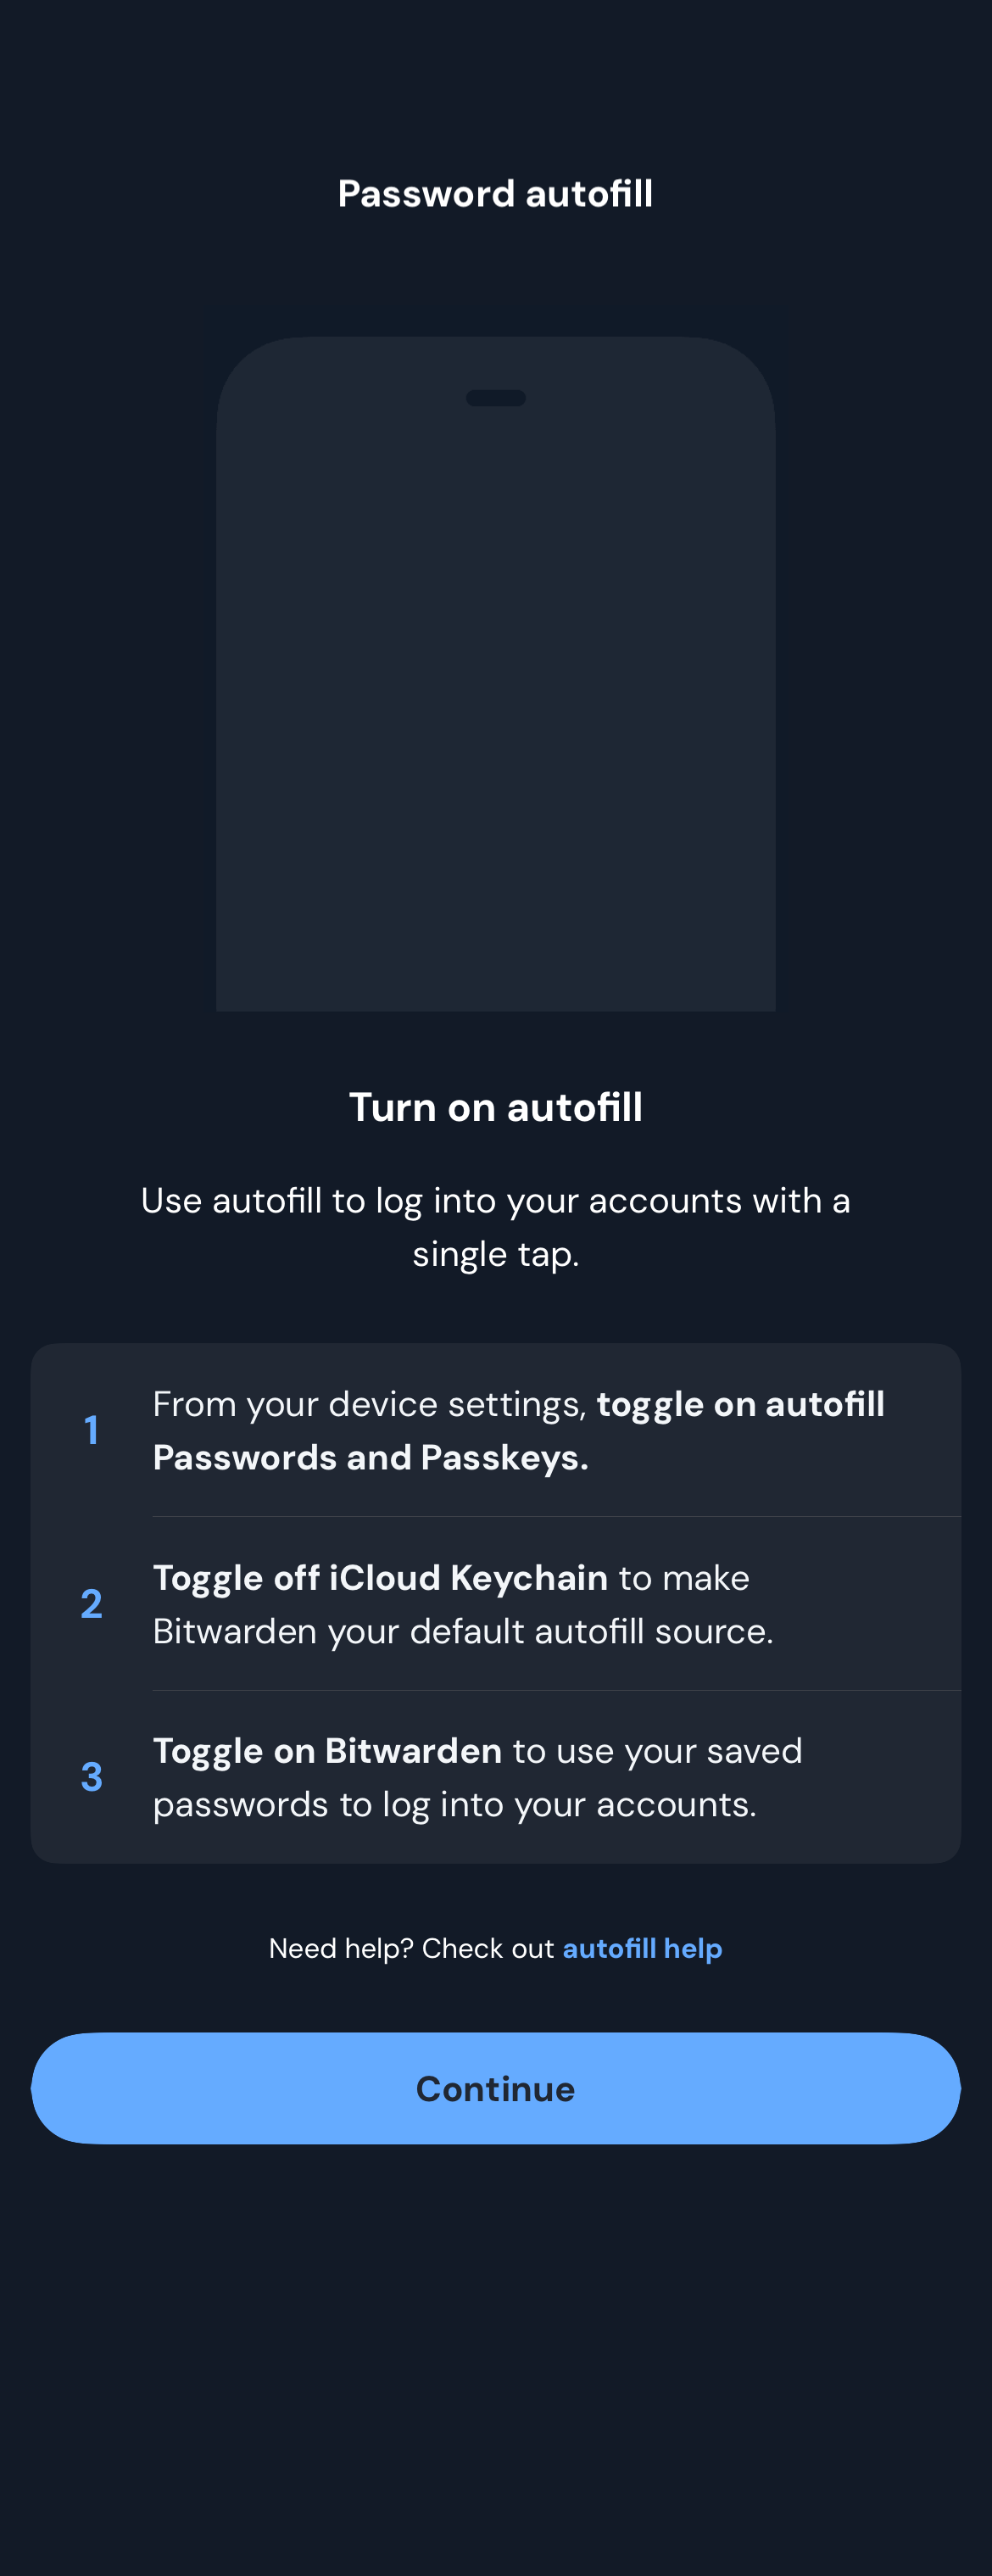 Password autofill
Turn on autofill
Use autofill to log into your accounts with a
single tap.
1
From your device settings, toggle on autofill
Passwords and Passkeys.
2
Toggle off iCloud Keychain to make
Bitwarden your default autofill source.
3
Toggle on Bitwarden to use your saved
passwords to log into your accounts.
Need help? Check out autofill help
Continue